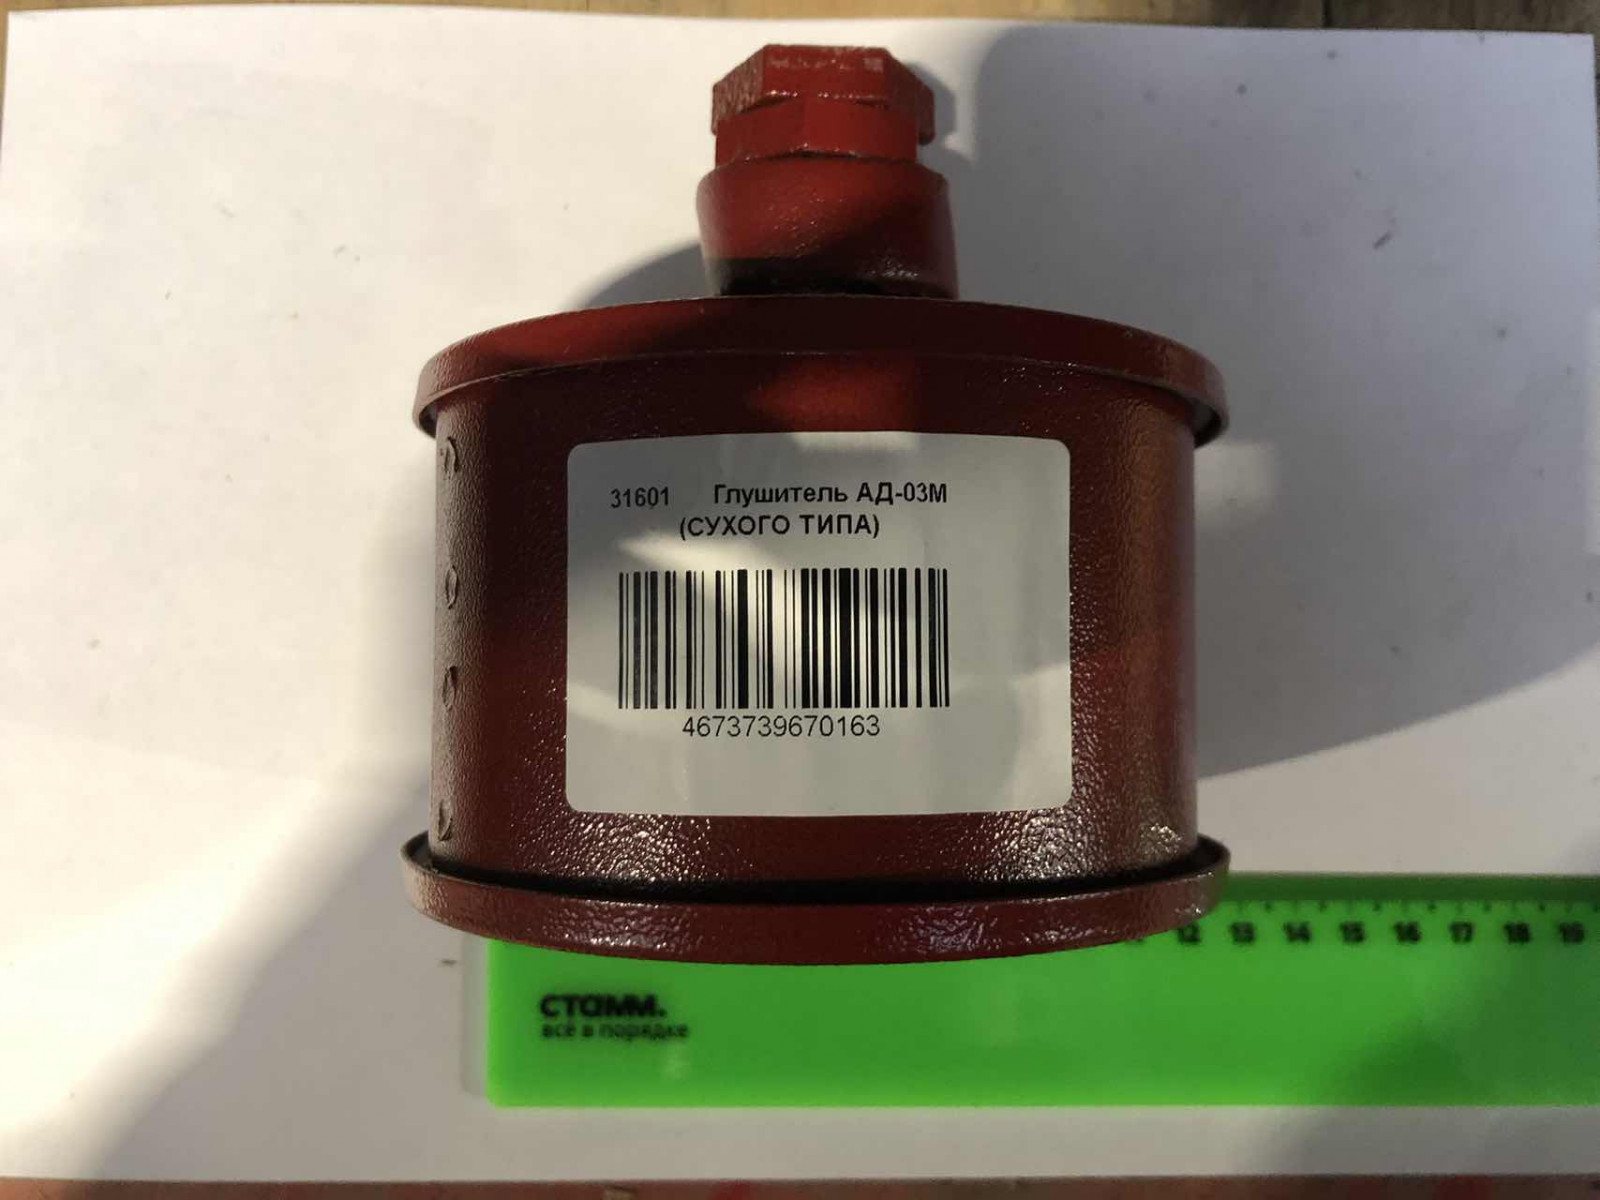 31601 Глушитель АД-03М
(СУХОГО ТИПА)
4673739670163
12 13 14 15 16 17 18 19
стамм.
всё в порядке